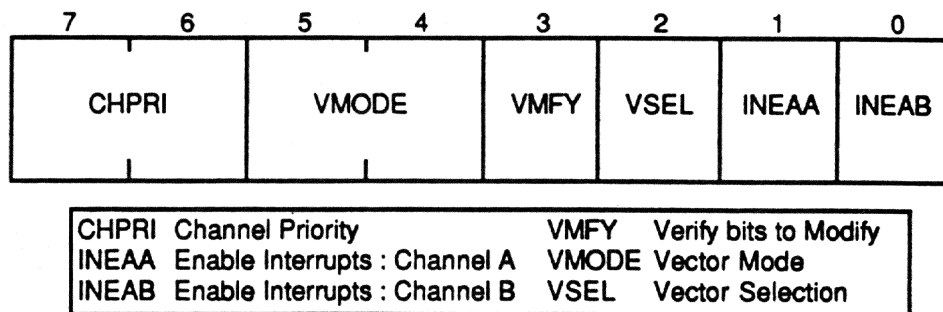 7 6 5 4 3 2 1 0
CHPRI VMODE VMFY VSEL INEAA INEAB
CHPRI Channel Priority VMFY Verify bits to Modify
INEAA Enable Interrupts : Channel A VMODE Vector Mode
INEAB Enable Interrupts : Channel B VSEL Vector Selection